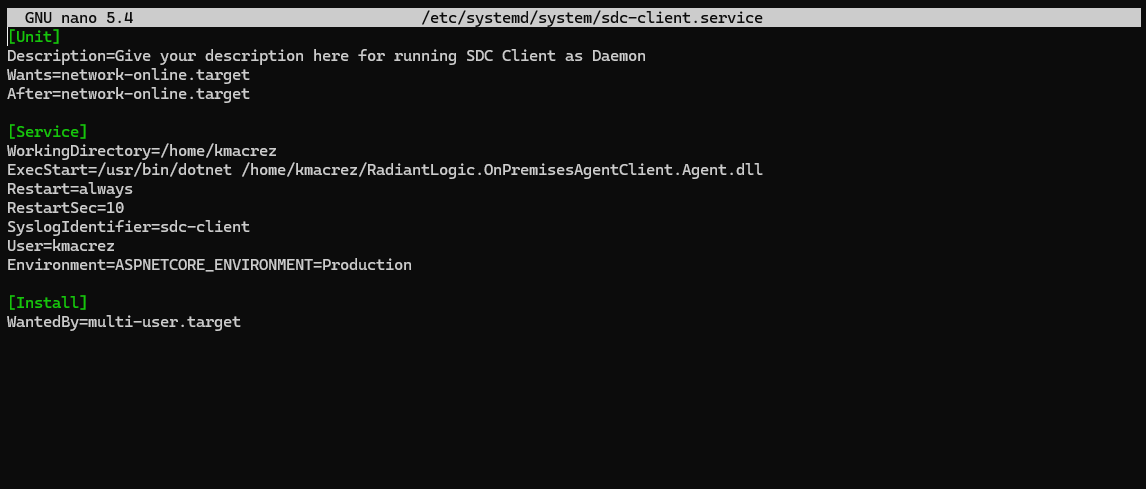 GNU nano 5.4 /etc/systemd/system/sdc-client.service
[Unit]
Description=Give your description here for running SDC Client as Daemon
Wants=network-online.target
After=network-online.target
[Service]
WorkingDirectory=/home/kmacrez
ExecStart=/usr/bin/dotnet /home/kmacrez/RadiantLogic.OnPremisesAgentClient.Agent.dll
Restart=always
RestartSec=10
SyslogIdentifier=sdc-client
User=kmacrez
Environment=ASPNETCORE_ENVIRONMENT=Production
[Install]
WantedBy=multi-user.target